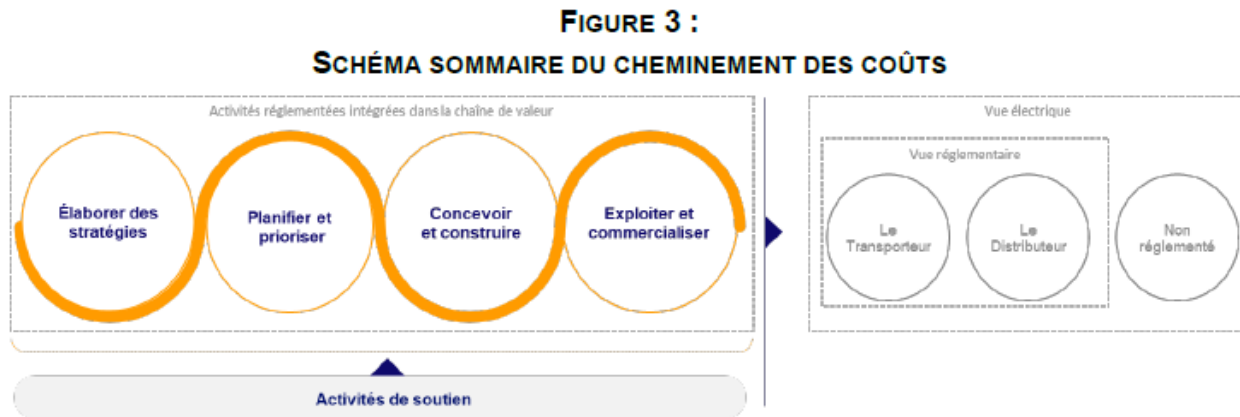 FIGURE 3 :
SCHÉMA SOMMAIRE DU CHEMINEMENT DES COÛTS
Activités réglementées intégrées dans la chaîne de valeur
Élaborer des
stratégies
Planifier et
prioriser
Concevoir
et construire
Exploiter et
commercialiser
Activités de soutien
Vue électrique
Vue réglementaire
Le
Transporteur
Le
Distributeur
Non
réglementé